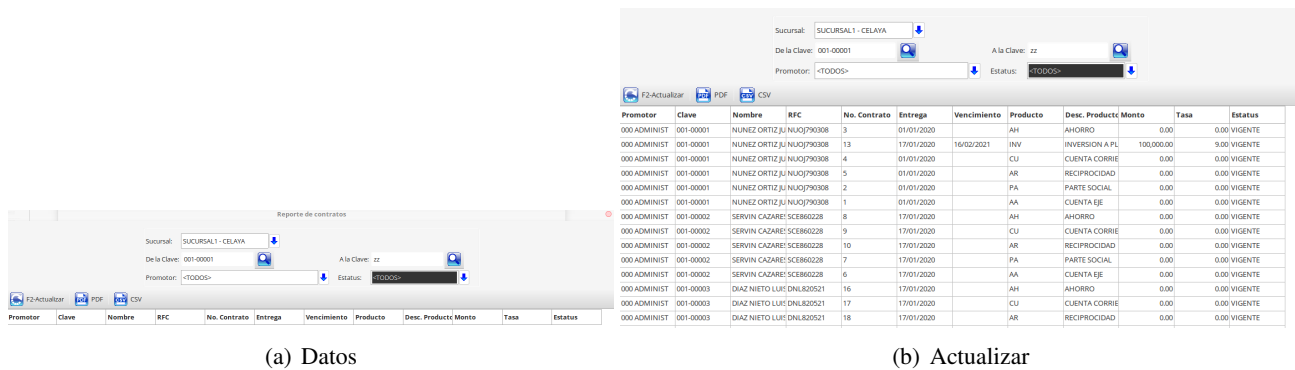 Reporte de contratos
Sucursal: SUCURSAL1 - CELAYA
De la Clave: 001-00001 A la Clave: zz
Promotor: <TODOS> Estatus: <TODOS>
F2-Actualizar PDF PDF CSV CSV
Promotor Clave Nombre RFC No. Contrato Entrega Vencimiento Producto Desc. Producto Monto Tasa Estatus
(a) Datos
Sucursal: SUCURSAL1 - CELAYA
De la Clave: 001-00001 A la Clave: zz
Promotor: <TODOS> Estatus: <TODOS>
F2-Actualizar PDF PDF CSV CSV
Promotor Clave Nombre RFC No. Contrato Entrega Vencimiento Producto Desc. Producto Monto Tasa Estatus
000 ADMINIST 001-00001 NUNEZ ORTIZ JU NUOJ790308 3 01/01/2020 AH AHORRO 0.00 0.00 VIGENTE
000 ADMINIST 001-00001 NUNEZ ORTIZ JU NUOJ790308 13 17/01/2020 16/02/2021 INV INVERSION A PL 100,000.00 9.00 VIGENTE
000 ADMINIST 001-00001 NUNEZ ORTIZ JU NUOJ790308 4 01/01/2020 CU CUENTA CORRIE 0.00 0.00 VIGENTE
000 ADMINIST 001-00001 NUNEZ ORTIZ JU NUOJ790308 5 01/01/2020 AR RECIPROCIDAD 0.00 0.00 VIGENTE
000 ADMINIST 001-00001 NUNEZ ORTIZ JU NUOJ790308 2 01/01/2020 PA PARTE SOCIAL 0.00 0.00 VIGENTE
000 ADMINIST 001-00001 NUNEZ ORTIZ JU NUOJ790308 1 01/01/2020 AA CUENTA EJE 0.00 0.00 VIGENTE
000 ADMINIST 001-00002 SERVIN CAZARES SCE860228 8 17/01/2020 AH AHORRO 0.00 0.00 VIGENTE
000 ADMINIST 001-00002 SERVIN CAZARES SCE860228 9 17/01/2020 CU CUENTA CORRIE 0.00 0.00 VIGENTE
000 ADMINIST 001-00002 SERVIN CAZARES SCE860228 10 17/01/2020 AR RECIPROCIDAD 0.00 0.00 VIGENTE
000 ADMINIST 001-00002 SERVIN CAZARES SCE860228 7 17/01/2020 PA PARTE SOCIAL 0.00 0.00 VIGENTE
000 ADMINIST 001-00002 SERVIN CAZARES SCE860228 6 17/01/2020 AA CUENTA EJE 0.00 0.00 VIGENTE
000 ADMINIST 001-00003 DIAZ NIETO LUIS DNL820521 16 17/01/2020 AH AHORRO 0.00 0.00 VIGENTE
000 ADMINIST 001-00003 DIAZ NIETO LUIS DNL820521 17 17/01/2020 CU CUENTA CORRIE 0.00 0.00 VIGENTE
000 ADMINIST 001-00003 DIAZ NIETO LUIS DNL820521 18 17/01/2020 AR RECIPROCIDAD 0.00 0.00 VIGENTE
(b) Actualizar